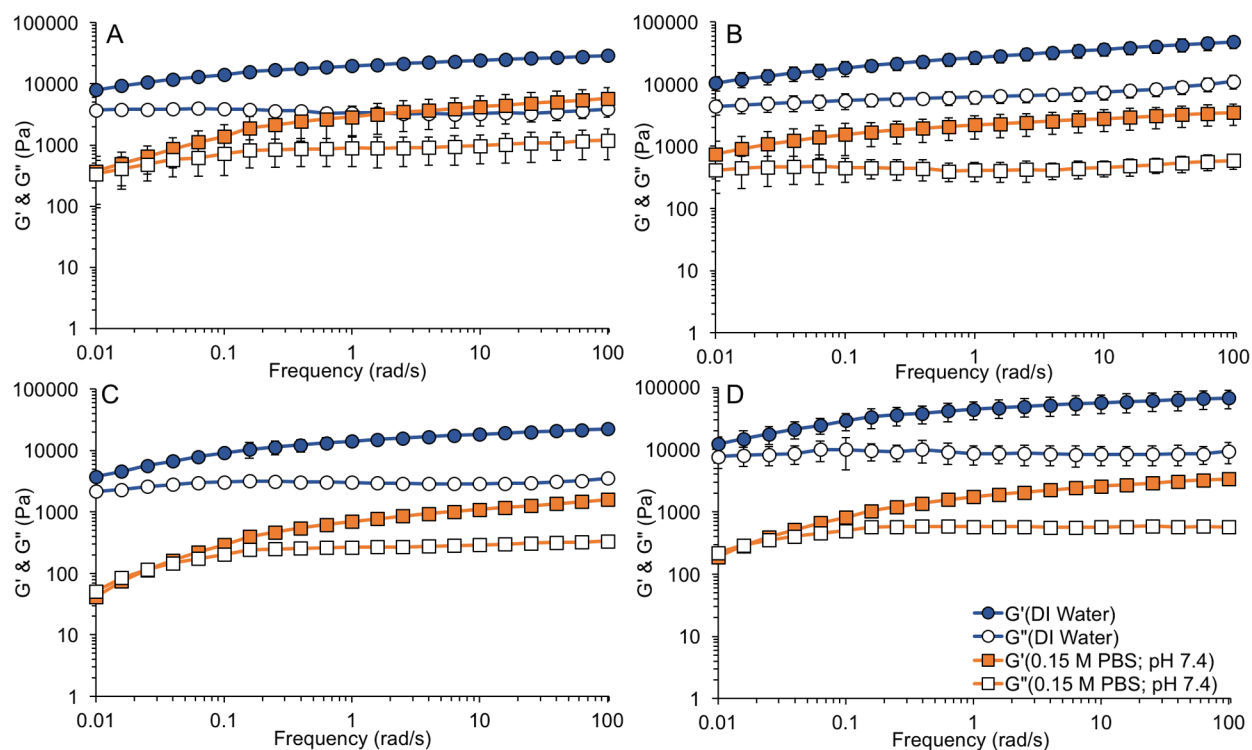 A
100000
10000
1000
100
10
1
G' & G" (Pa)
0.01 0.1 1 10 100
Frequency (rad/s)
B
100000
10000
1000
100
10
1
G' & G" (Pa)
0.01 0.1 1 10 100
Frequency (rad/s)
C
100000
10000
1000
100
10
1
G' & G" (Pa)
0.01 0.1 1 10 100
Frequency (rad/s)
D
100000
10000
1000
100
10
1
G' & G" (Pa)
G'(DI Water)
G"(DI Water)
G'(0.15 M PBS; pH 7.4)
G"(0.15 M PBS; pH 7.4)
0.01 0.1 1 10 100
Frequency (rad/s)